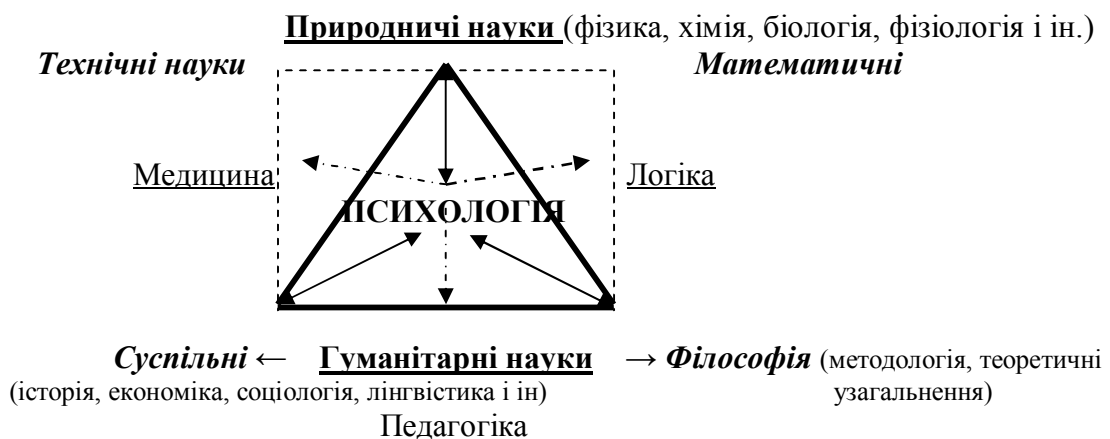 Природничі науки (фізика, хімія, біологія, фізіологія і ін.)
Технічні науки Математичні
Медицина Логіка
ПСИХОЛОГІЯ
Суспільні ← Гуманітарні науки → Філософія (методологія, теоретичні
(історія, економіка, соціологія, лінгвістика і ін) узагальнення)
Педагогіка